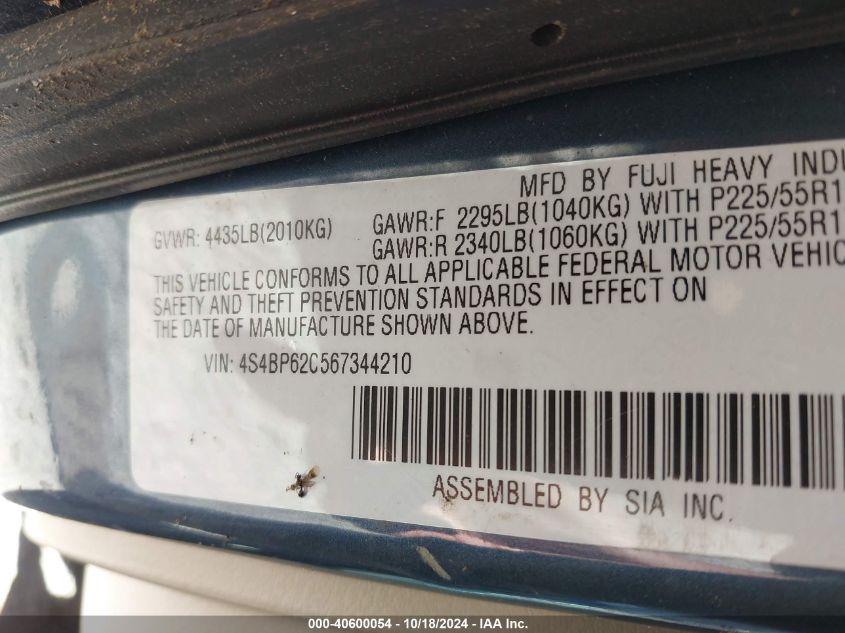 MFD BY FUJI HEAVY INDU
GVWR: 4435LB(2010KG) GAWR:F 2295LB(1040KG) WITH P225/55R1
GAWR:R 2340LB(1060KG) WITH P225/55R1
THIS VEHICLE CONFORMS TO ALL APPLICABLE FEDERAL MOTOR VEHIC
SAFETY AND THEFT PREVENTION STANDARDS IN EFFECT ON
THE DATE OF MANUFACTURE SHOWN ABOVE.
VIN: 4S4BP62C567344210
ASSEMBLED BY SIA INC.
000-40600054 - 10/18/2024 - IAA Inc.